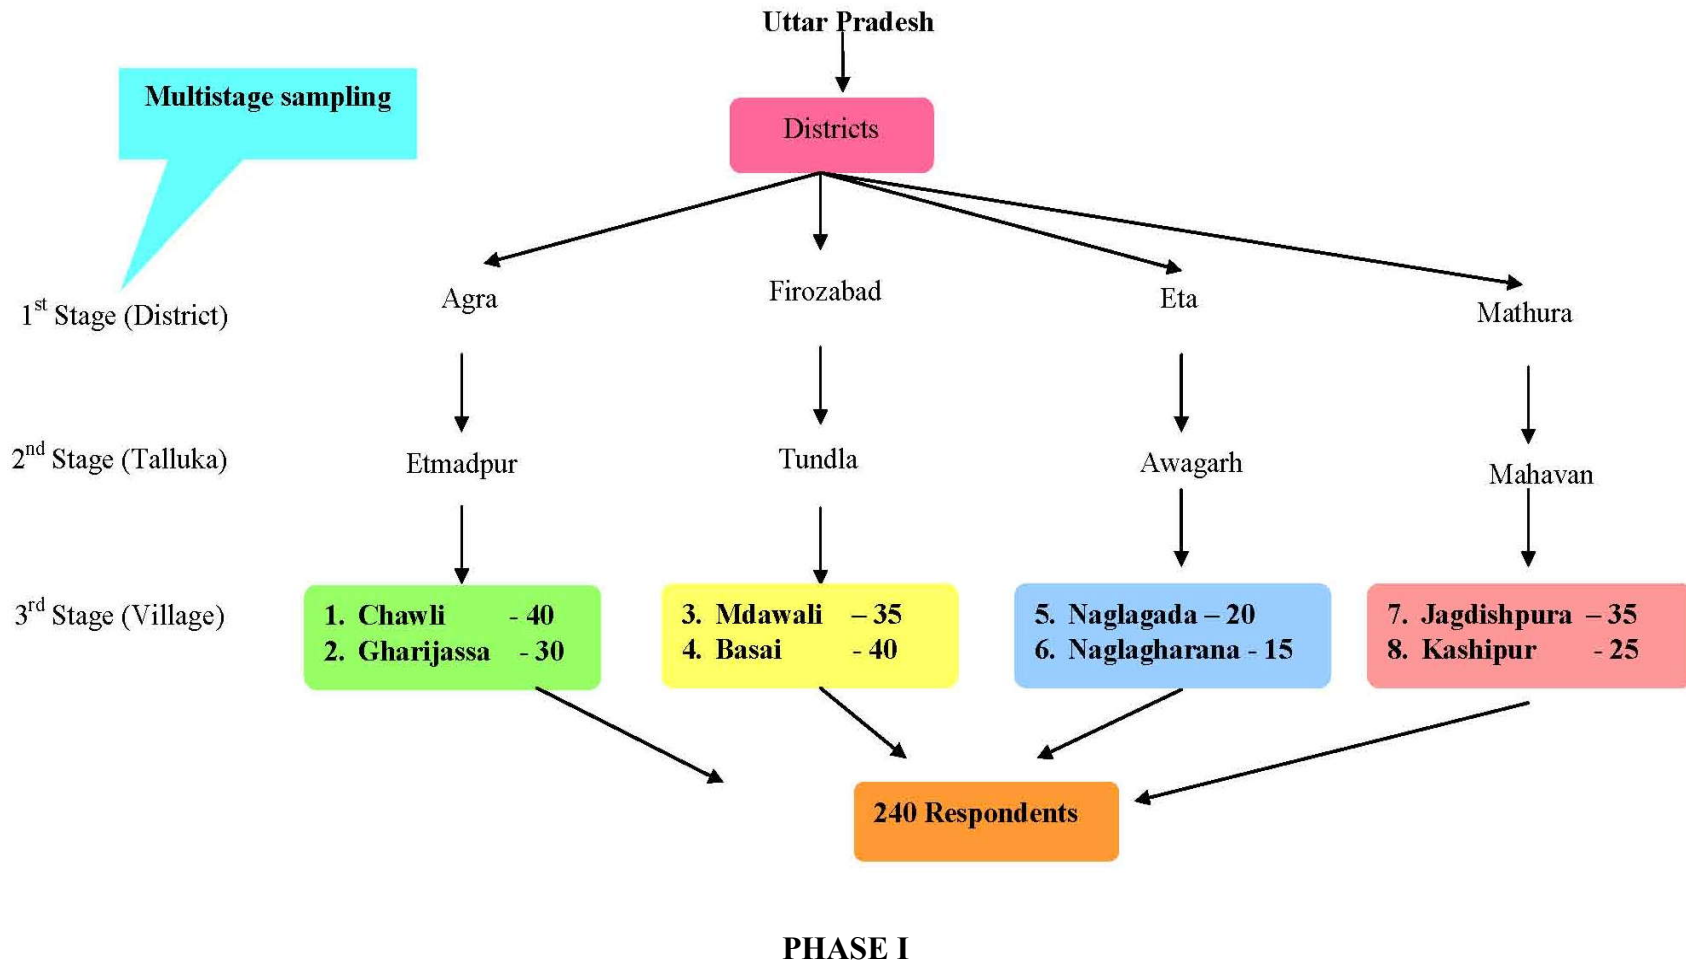 Uttar Pradesh
Multistage sampling
Districts
1st Stage (District)
Agra
Firozabad
Eta
Mathura
2nd Stage (Talluka)
Etmadpur
Tundla
Awagarh
Mahavan
3rd Stage (Village)
1. Chawli - 40
2. Gharijassa - 30
3. Mdawali – 35
4. Basai - 40
5. Naglagada – 20
6. Naglagharana - 15
7. Jagdishpura – 35
8. Kashipur - 25
240 Respondents
PHASE I